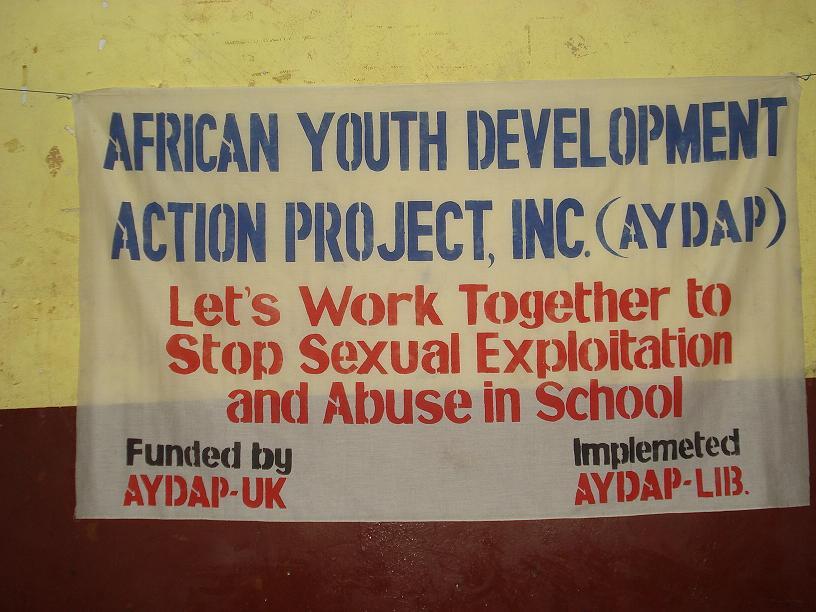 AFRICAN YOUTH DEVELOPMENT
ACTION PROJECT, INC. (AYDAP)
Let's Work Together to
Stop Sexual Exploitation
and Abuse in School
Funded by
AYDAP-UK
Implemeted
AYDAP-LIB.